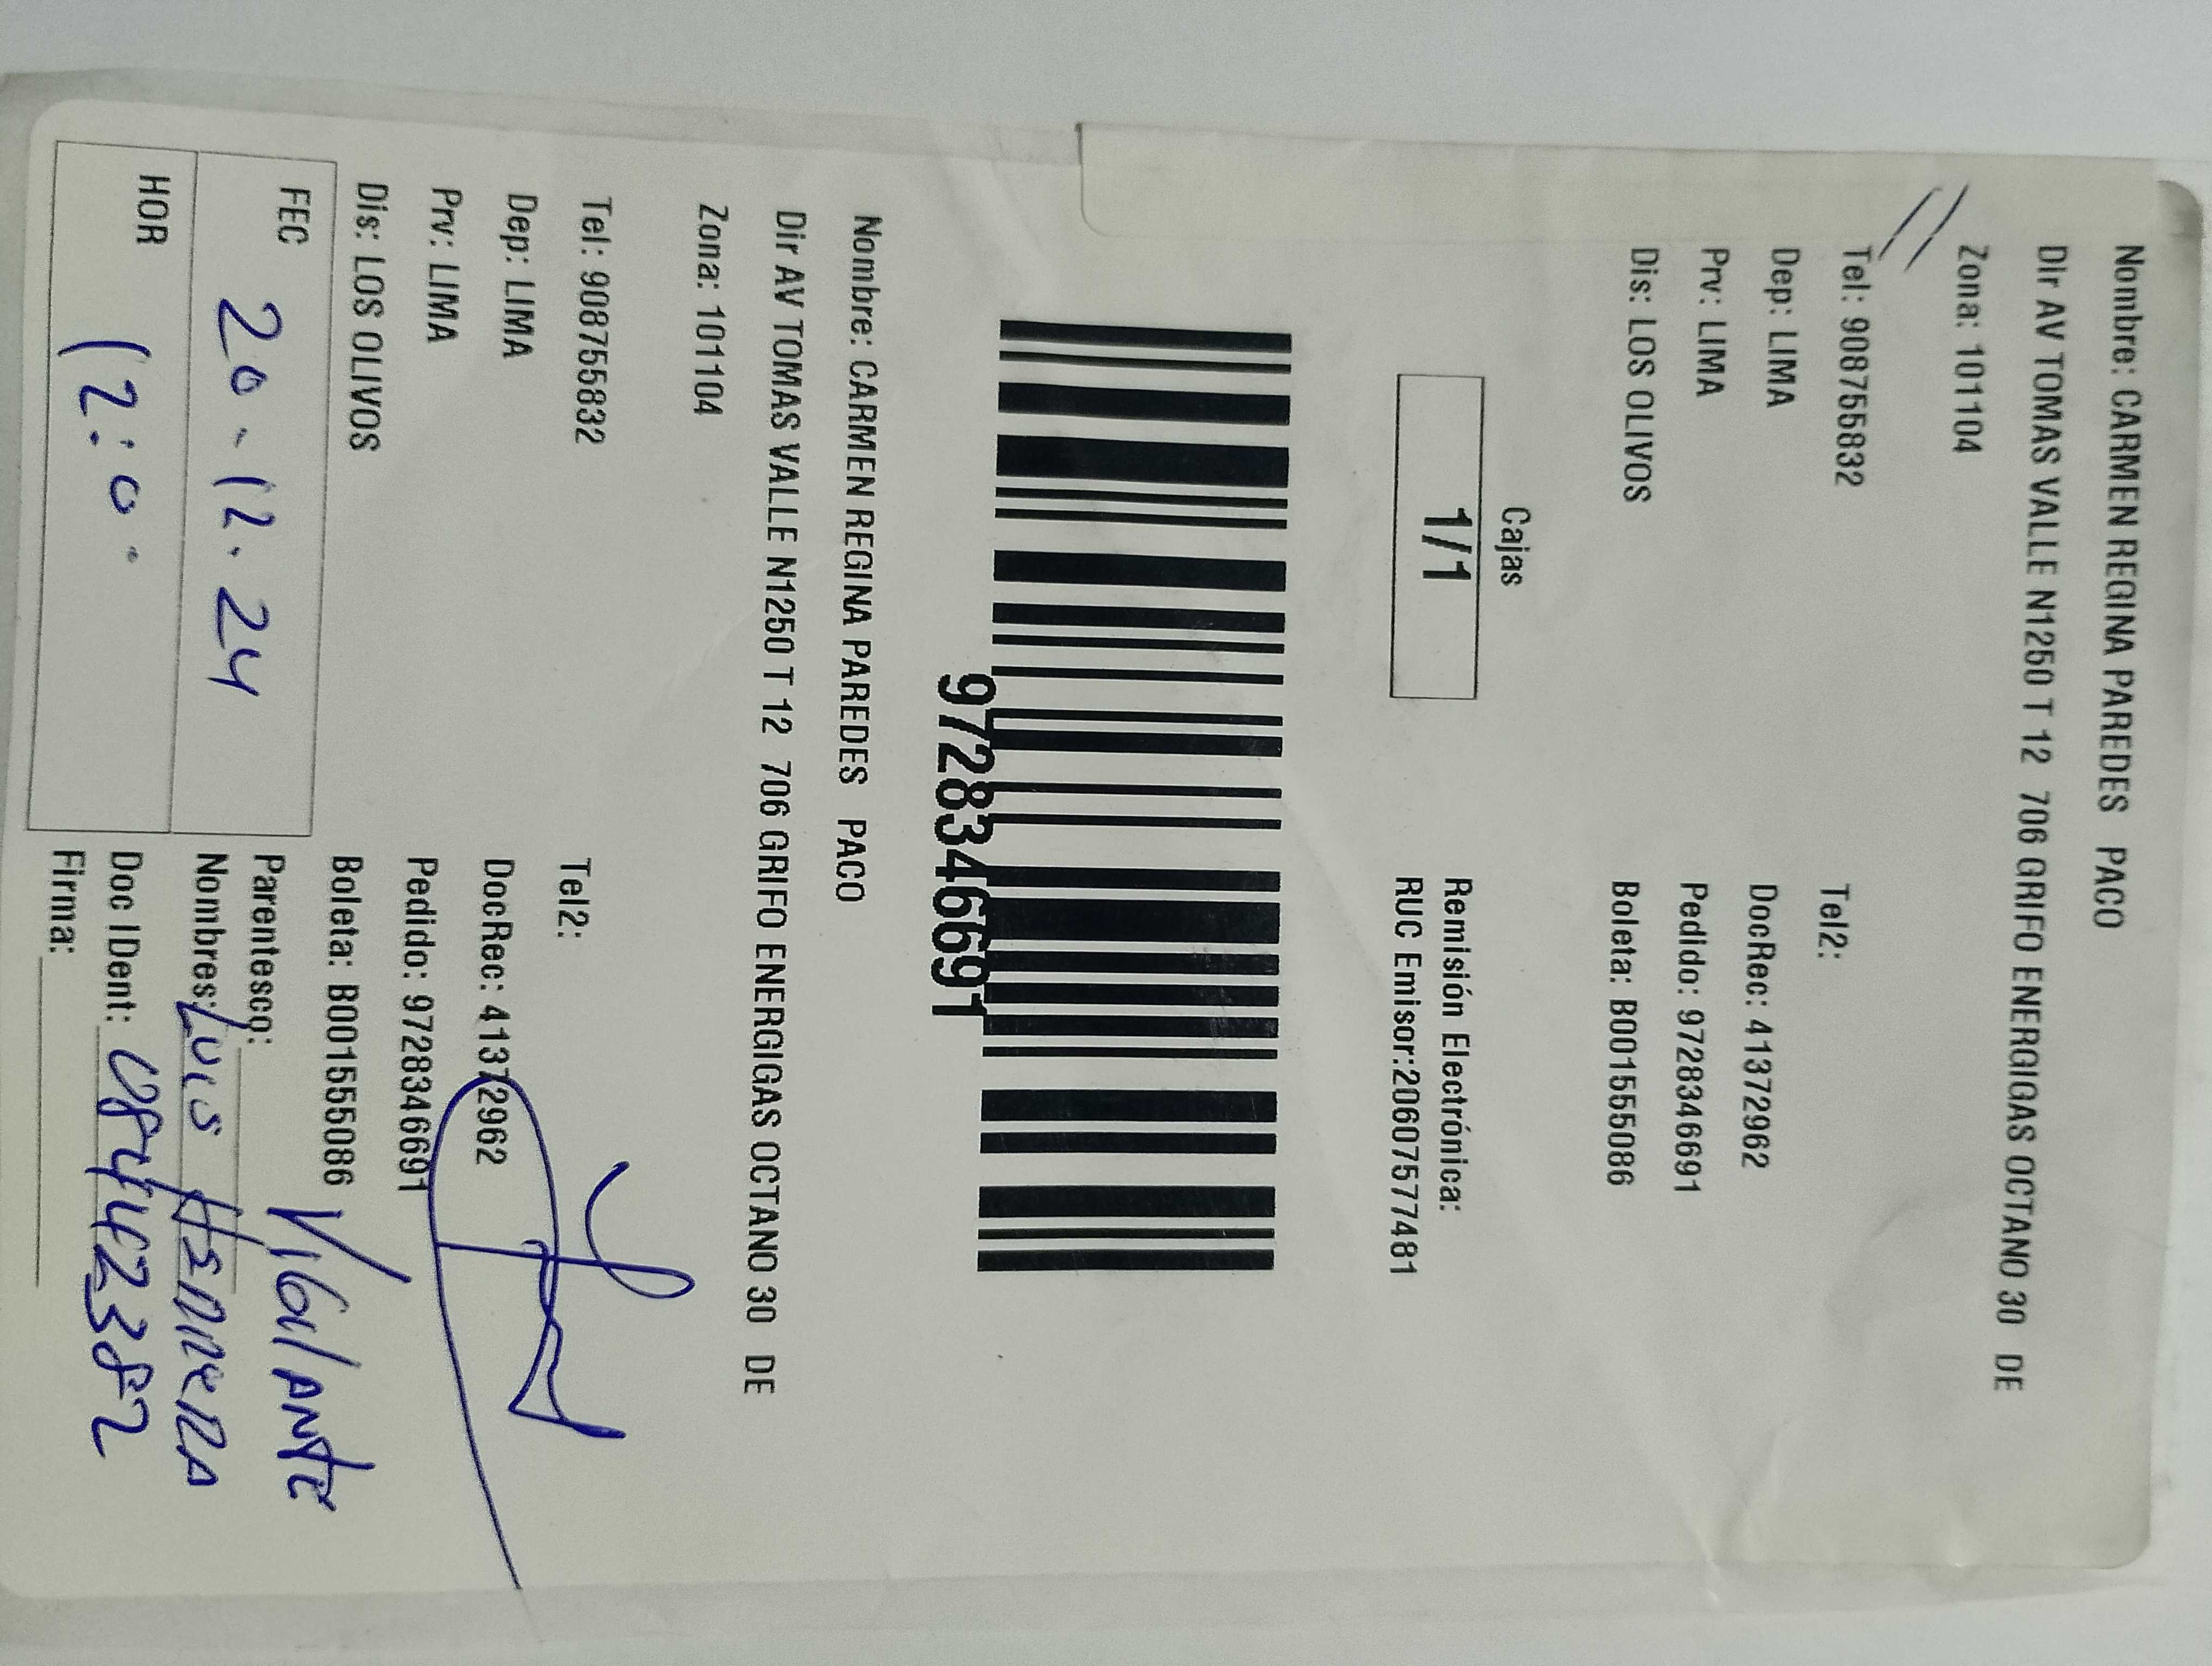 Nombre: CARMEN REGINA PAREDES PACO
Dir AV TOMAS VALLE N1250 T 12 706 GRIFO ENERGIGAS OCTANO 30 DE
Zona: 101104
Tel: 908755832 Tel2:
Dep: LIMA DocRec: 41372962
Prv: LIMA Pedido: 9728346691
Dis: LOS OLIVOS Boleta: B001555086
Cajas
1/1
Remisión Electrónica:
RUC Emisor:20607577481
9728346691
Nombre: CARMEN REGINA PAREDES PACO
Dir AV TOMAS VALLE N1250 T 12 706 GRIFO ENERGIGAS OCTANO 30 DE
Zona: 101104
Tel: 908755832 Tel2:
Dep: LIMA DocRec: 41372962
Prv: LIMA Pedido: 9728346691
Dis: LOS OLIVOS Boleta: B001555086
FEC 20-12.24 Parentesco: VIGILANTE
Nombres: LUIS HERRERA
HOR 12:0. Doc IDent: 08442382
Firma: